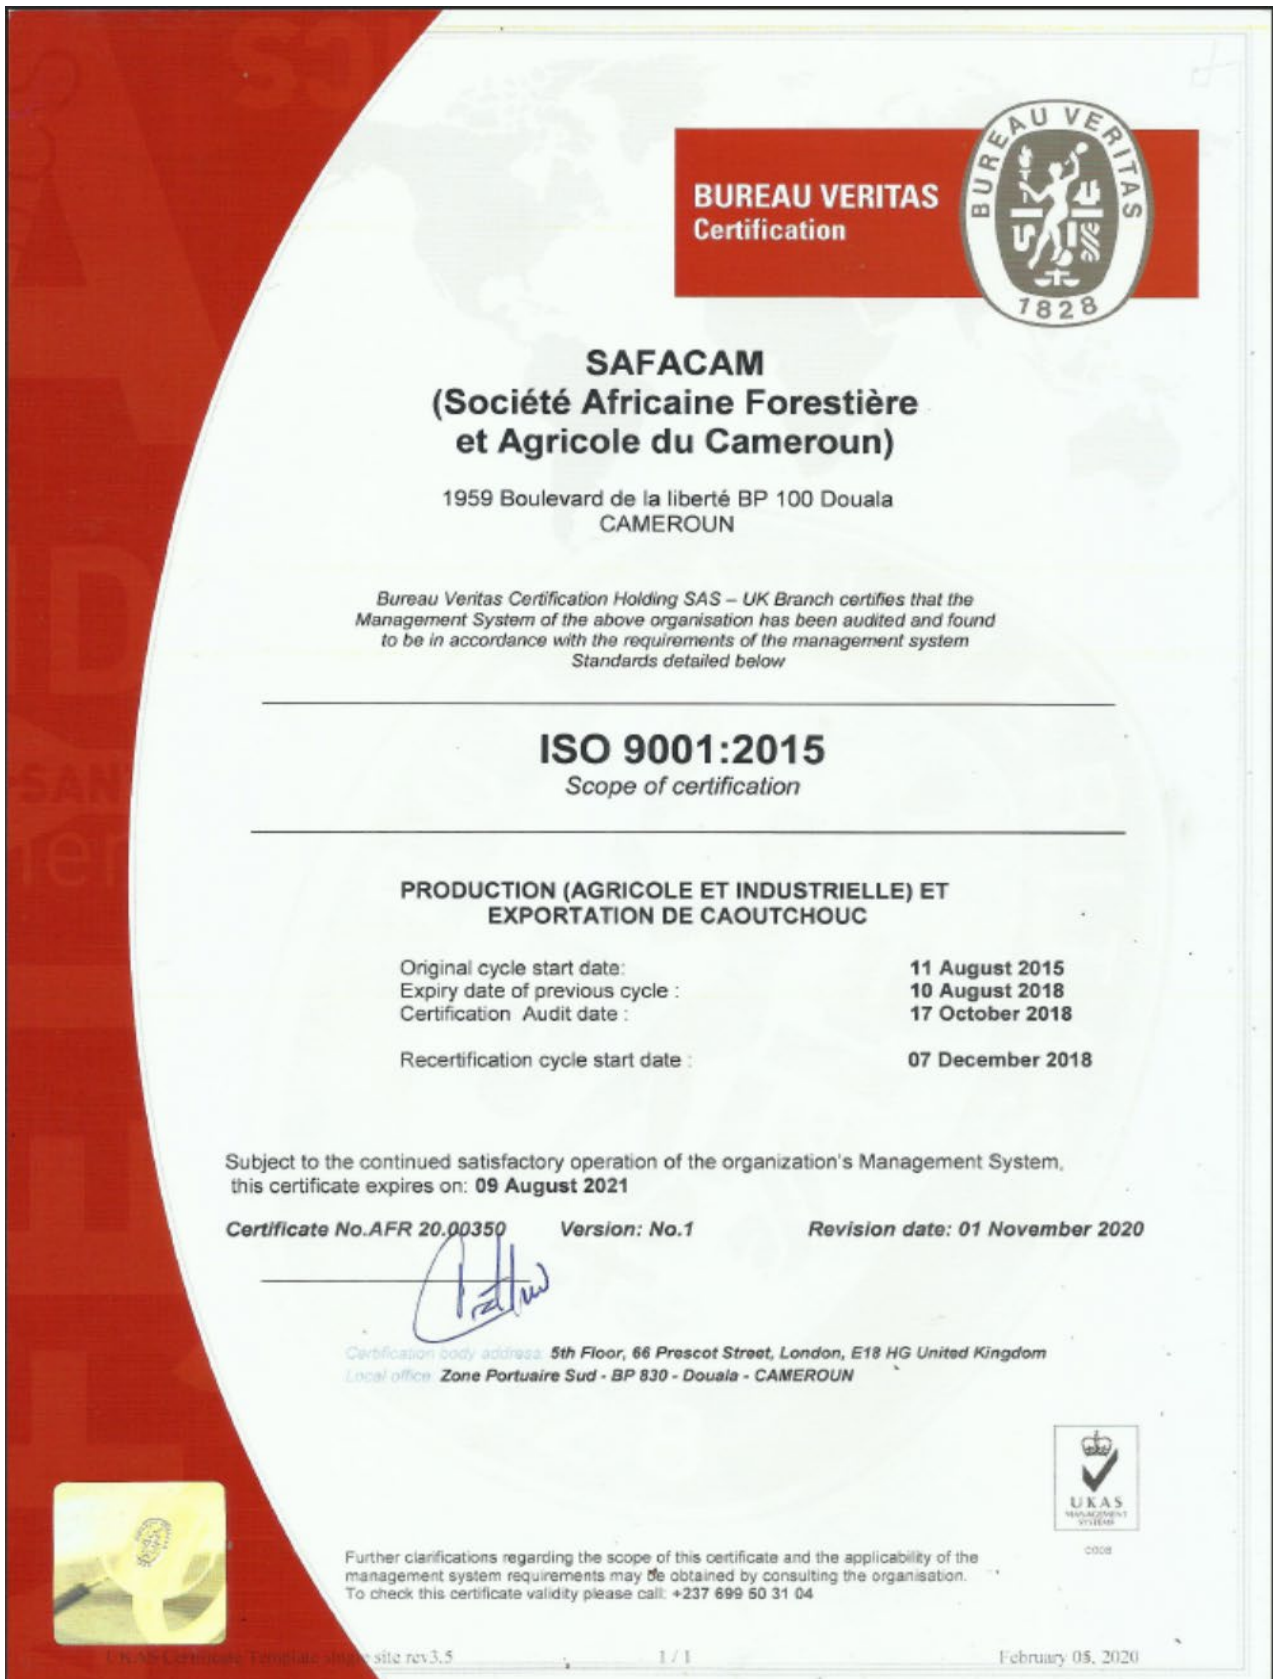 BUREAU VERITAS
Certification
BUREAU VERITAS
1828
SAFACAM
(Société Africaine Forestière
et Agricole du Cameroun)
1959 Boulevard de la liberté BP 100 Douala
CAMEROUN
Bureau Veritas Certification Holding SAS – UK Branch certifies that the
Management System of the above organisation has been audited and found
to be in accordance with the requirements of the management system
Standards detailed below
ISO 9001:2015
Scope of certification
PRODUCTION (AGRICOLE ET INDUSTRIELLE) ET
EXPORTATION DE CAOUTCHOUC
Original cycle start date: 11 August 2015
Expiry date of previous cycle : 10 August 2018
Certification Audit date : 17 October 2018
Recertification cycle start date : 07 December 2018
Subject to the continued satisfactory operation of the organization's Management System,
this certificate expires on: 09 August 2021
Certificate No.AFR 20.00350 Version: No.1 Revision date: 01 November 2020
Certification body address: 5th Floor, 66 Prescot Street, London, E18 HG United Kingdom
Local office: Zone Portuaire Sud - BP 830 - Douala - CAMEROUN
UKAS
MANAGEMENT
SYSTEMS
0008
Further clarifications regarding the scope of this certificate and the applicability of the
management system requirements may be obtained by consulting the organisation.
To check this certificate validity please call: +237 699 50 31 04
UKAS Certificate Template single site rev3.5 1 / 1 February 05, 2020